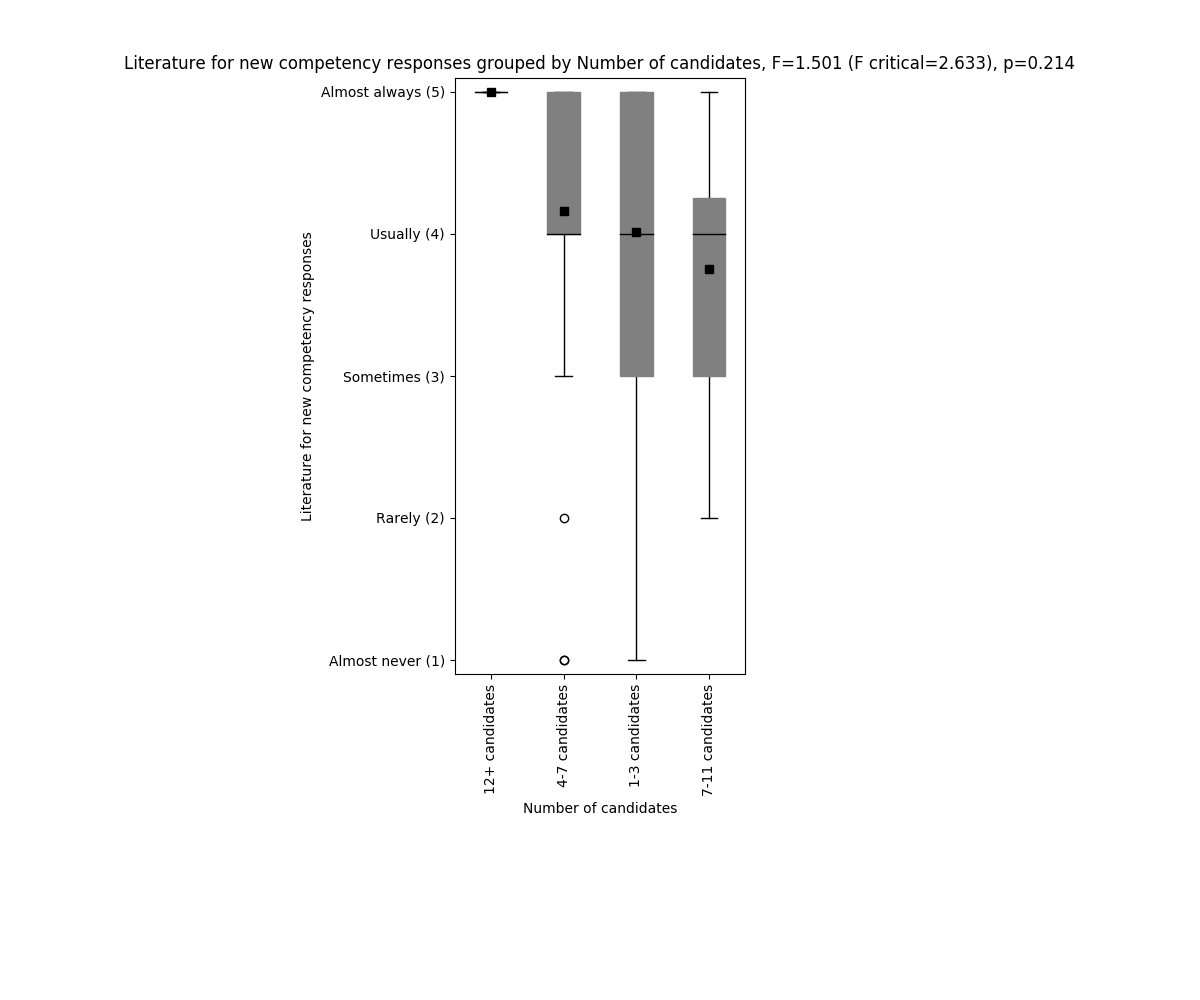 Literature for new competency responses grouped by Number of candidates, F=1.501 (F critical=2.633), p=0.214
Almost always (5)
Usually (4)
Sometimes (3)
Rarely (2)
Almost never (1)
Literature for new competency responses
12+ candidates
4-7 candidates
1-3 candidates
7-11 candidates
Number of candidates